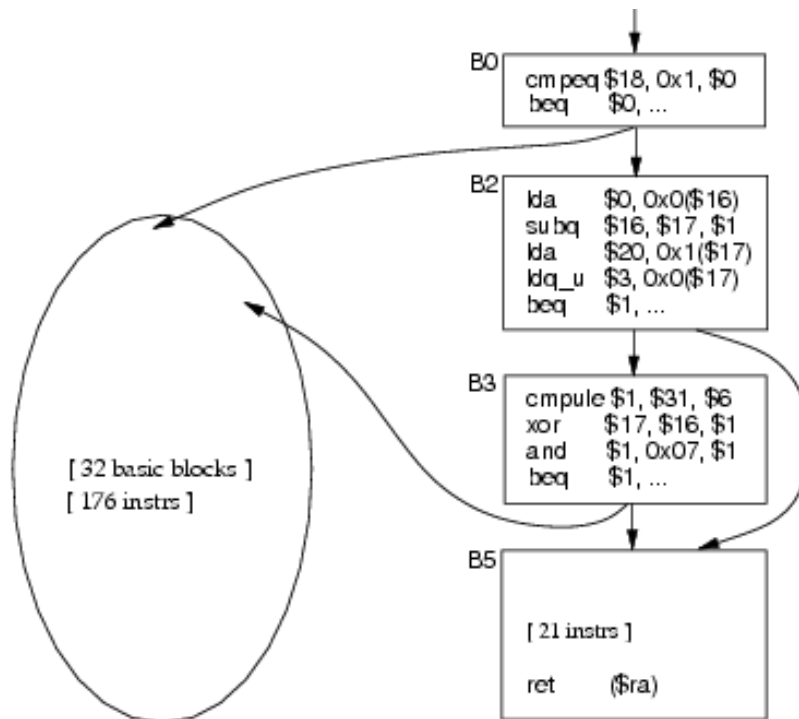 B0
cmpeq $18, 0x1, $0
beq $0, ...
B2
lda $0, 0x0($16)
subq $16, $17, $1
lda $20, 0x1($17)
ldq_u $3, 0x0($17)
beq $1, ...
B3
cmpule $1, $31, $6
xor $17, $16, $1
and $1, 0x07, $1
beq $1, ...
[ 32 basic blocks ]
[ 176 instrs ]
B5
[ 21 instrs ]
ret ($ra)